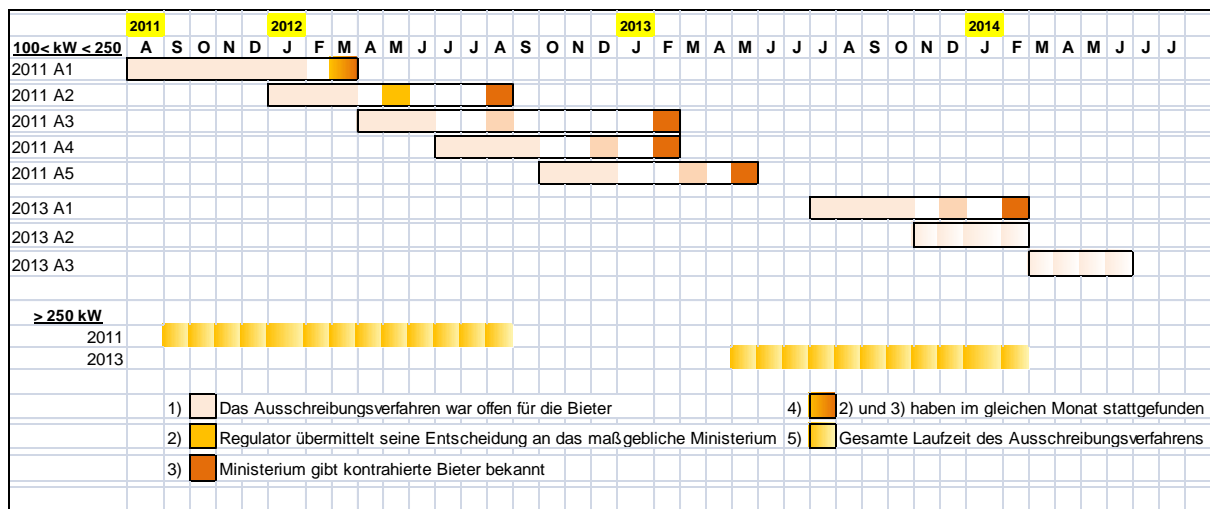 2011 2012 2013 2014
100< kW < 250 A S O N D J F M A M J J A S O N D J F M A M J J A S O N D J F M A M J J
2011 A1
2011 A2
2011 A3
2011 A4
2011 A5
2013 A1
2013 A2
2013 A3
> 250 kW
2011
2013
1) Das Ausschreibungsverfahren war offen für die Bieter
2) Regulator übermittelt seine Entscheidung an das maßgebliche Ministerium
3) Ministerium gibt kontrahierte Bieter bekannt
4) 2) und 3) haben im gleichen Monat stattgefunden
5) Gesamte Laufzeit des Ausschreibungsverfahrens